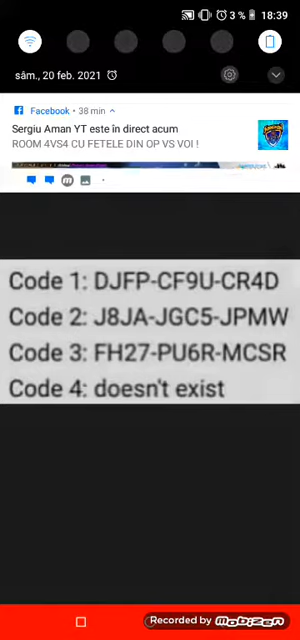 3 % 18:39
sâm., 20 feb. 2021
Facebook • 38 min
Sergiu Aman YT este în direct acum
ROOM 4VS4 CU FETELE DIN OP VS VOI !
Code 1: DJFP-CF9U-CR4D
Code 2: J8JA-JGC5-JPMW
Code 3: FH27-PU6R-MCSR
Code 4: doesn't exist
Recorded by mobizen